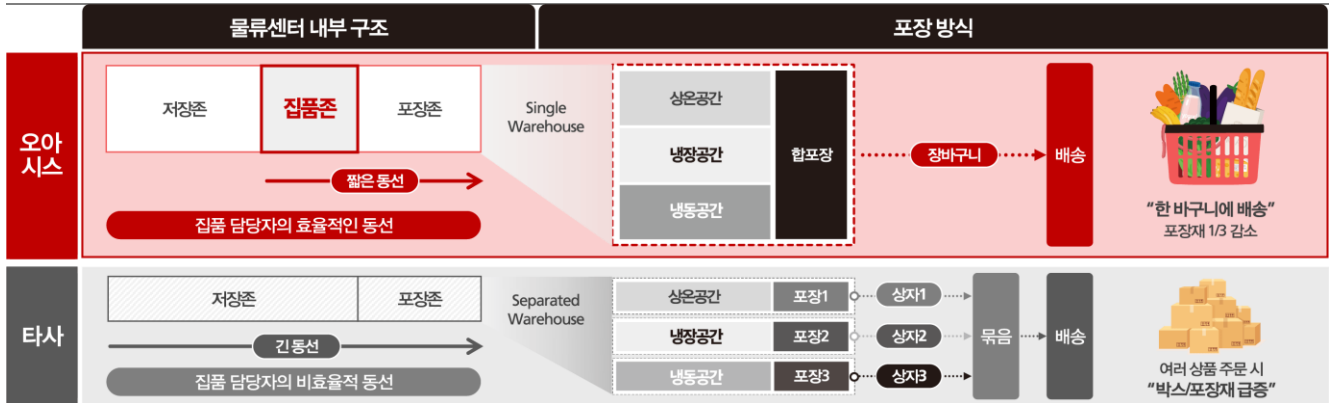 물류센터 내부 구조
포장 방식
오아
시스
저장존
집품존
포장존
짧은 동선
집품 담당자의 효율적인 동선
Single
Warehouse
상온공간
냉장공간
냉동공간
합포장
장바구니
배송
“한 바구니에 배송”
포장재 1/3 감소
타사
저장존
포장존
긴 동선
집품 담당자의 비효율적 동선
Separated
Warehouse
상온공간
포장1
상자1
냉장공간
포장2
상자2
냉동공간
포장3
상자3
묶음
배송
여러 상품 주문 시
“박스/포장재 급증”